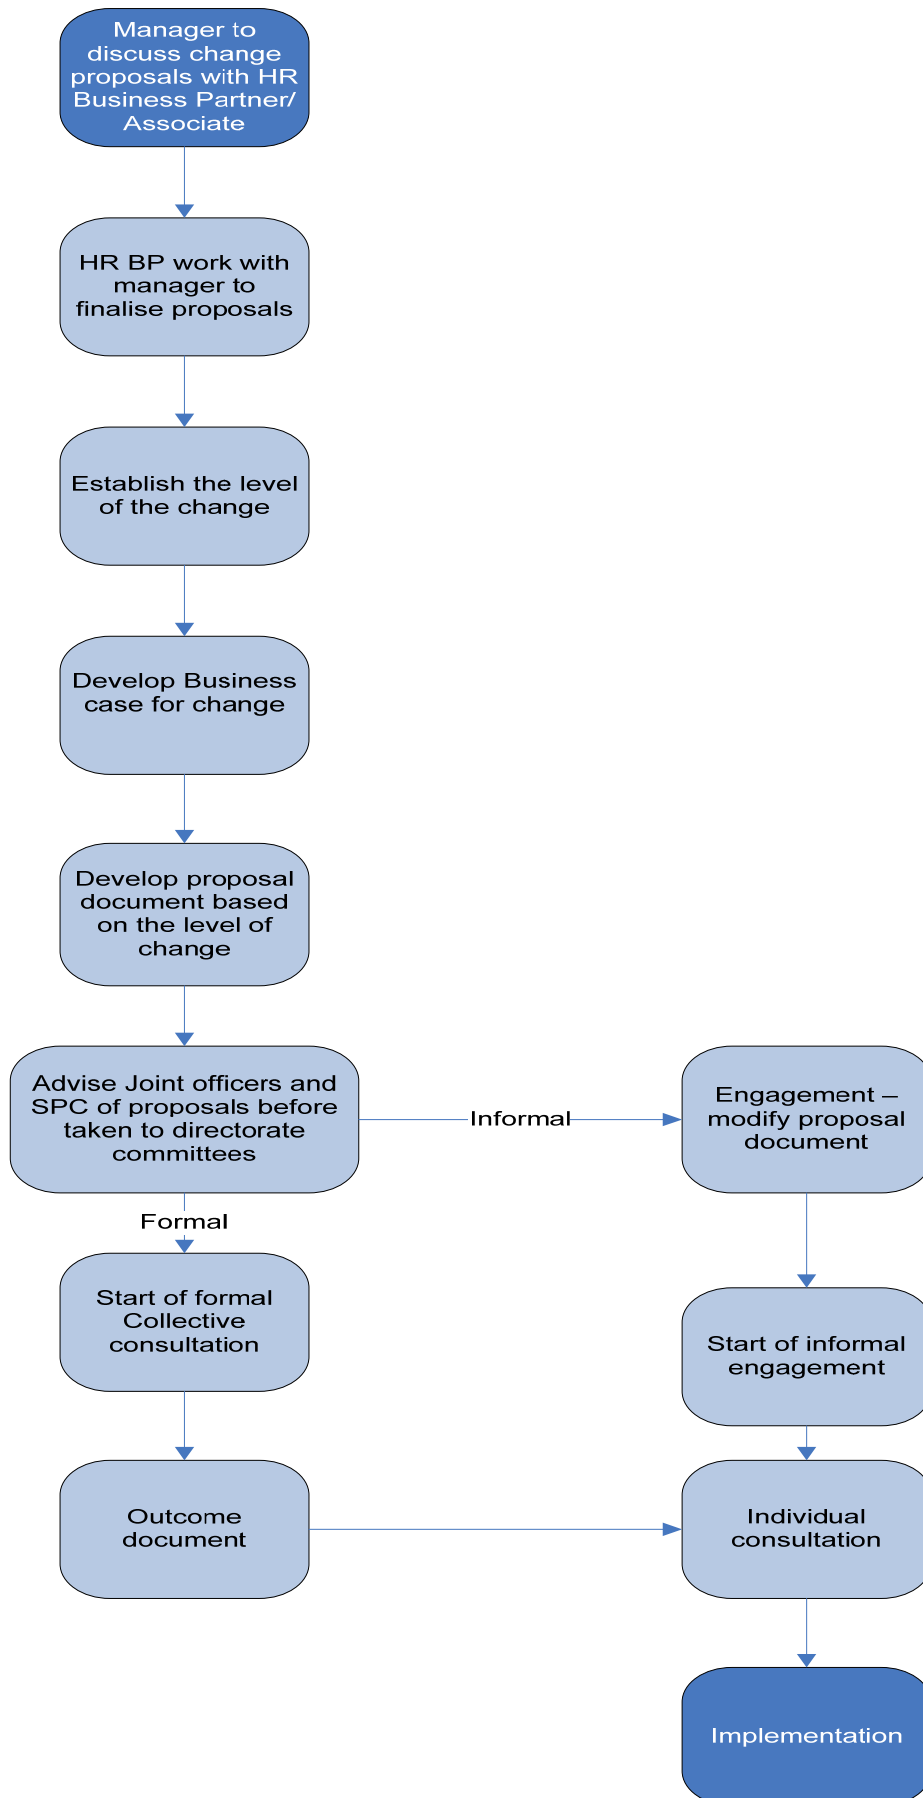 Manager to
discuss change
proposals with HR
Business Partner/
Associate
HR BP work with
manager to
finalise proposals
Establish the level
of the change
Develop Business
case for change
Develop proposal
document based
on the level of
change
Advise Joint officers and
SPC of proposals before
taken to directorate
committees
Informal
Engagement –
modify proposal
document
Formal
Start of formal
Collective
consultation
Start of informal
engagement
Outcome
document
Individual
consultation
Implementation